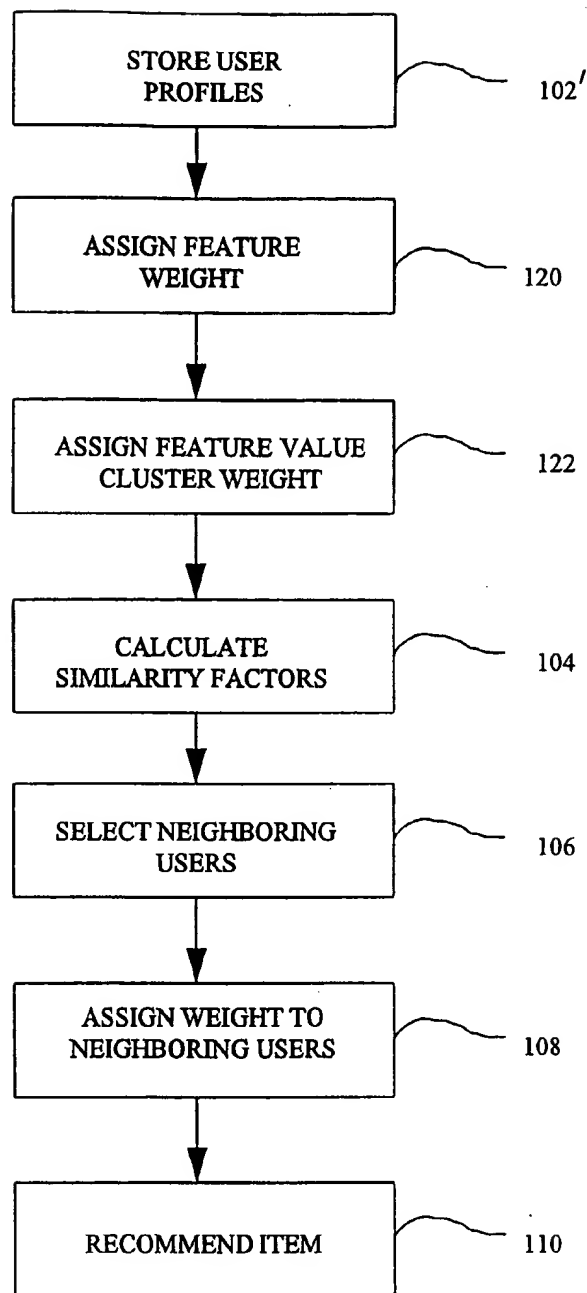 STORE USER
PROFILES
102'
ASSIGN FEATURE
WEIGHT
120
ASSIGN FEATURE VALUE
CLUSTER WEIGHT
122
CALCULATE
SIMILARITY FACTORS
104
SELECT NEIGHBORING
USERS
106
ASSIGN WEIGHT TO
NEIGHBORING USERS
108
RECOMMEND ITEM
110